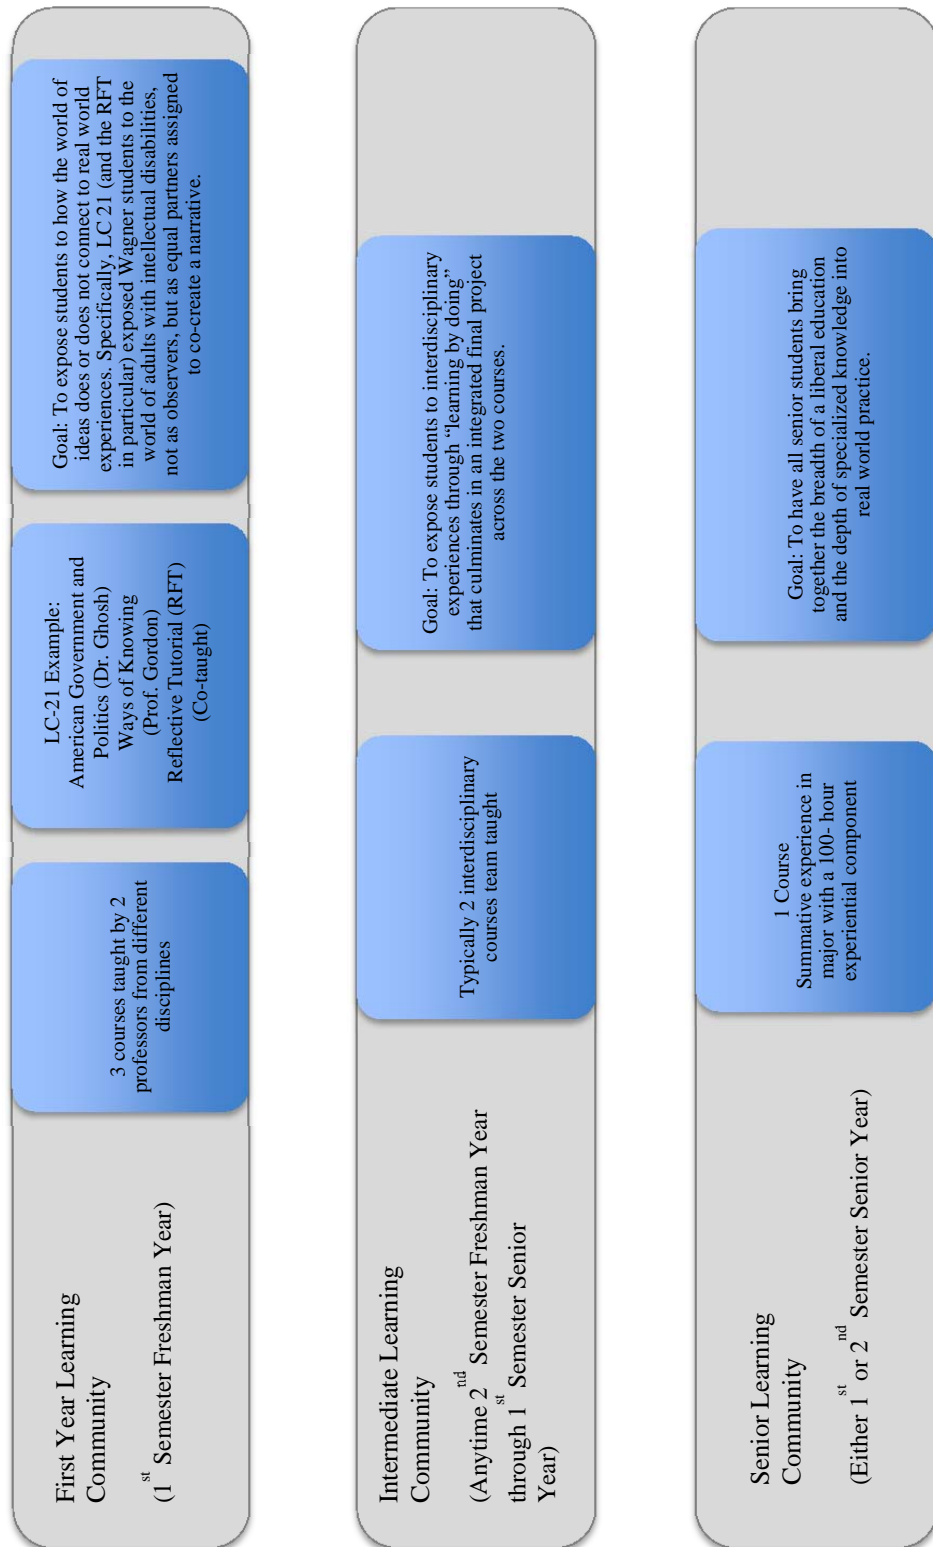 First Year Learning
Community
(1st Semester Freshman Year)
3 courses taught by 2
professors from different
disciplines
LC-21 Example:
American Government and
Politics (Dr. Ghosh)
Ways of Knowing
(Prof. Gordon)
Reflective Tutorial (RFT)
(Co-taught)
Goal: To expose students to how the world of
ideas does or does not connect to real world
experiences. Specifically, LC 21 (and the RFT
in particular) exposed Wagner students to the
world of adults with intellectual disabilities,
not as observers, but as equal partners assigned
to co-create a narrative.
Intermediate Learning
Community
(Anytime 2nd Semester Freshman Year
through 1st Semester Senior
Year)
Typically 2 interdisciplinary
courses team taught
Goal: To expose students to interdisciplinary
experiences through “learning by doing”
that culminates in an integrated final project
across the two courses.
Senior Learning
Community
(Either 1st or 2nd Semester Senior Year)
1 Course
Summative experience in
major with a 100- hour
experiential component
Goal: To have all senior students bring
together the breadth of a liberal education
and the depth of specialized knowledge into
real world practice.